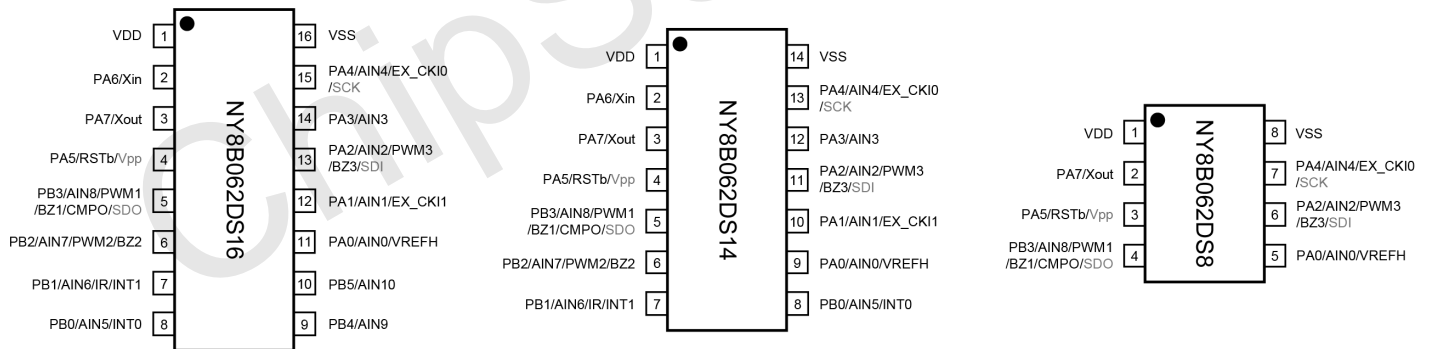 VDD 1
PA6/Xin 2
PA7/Xout 3
PA5/RSTb/Vpp 4
PB3/AIN8/PWM1
/BZ1/CMPO/SDO 5
PB2/AIN7/PWM2/BZ2 6
PB1/AIN6/IR/INT1 7
PB0/AIN5/INT0 8
NY8B062DS16
16 VSS
15 PA4/AIN4/EX_CKI0
/SCK
14 PA3/AIN3
13 PA2/AIN2/PWM3
/BZ3/SDI
12 PA1/AIN1/EX_CKI1
11 PA0/AIN0/VREFH
10 PB5/AIN10
9 PB4/AIN9
VDD 1
PA6/Xin 2
PA7/Xout 3
PA5/RSTb/Vpp 4
PB3/AIN8/PWM1
/BZ1/CMPO/SDO 5
PB2/AIN7/PWM2/BZ2 6
PB1/AIN6/IR/INT1 7
NY8B062DS14
14 VSS
13 PA4/AIN4/EX_CKI0
/SCK
12 PA3/AIN3
11 PA2/AIN2/PWM3
/BZ3/SDI
10 PA1/AIN1/EX_CKI1
9 PA0/AIN0/VREFH
8 PB0/AIN5/INT0
VDD 1
PA7/Xout 2
PA5/RSTb/Vpp 3
PB3/AIN8/PWM1
/BZ1/CMPO/SDO 4
NY8B062DS8
8 VSS
7 PA4/AIN4/EX_CKI0
/SCK
6 PA2/AIN2/PWM3
/BZ3/SDI
5 PA0/AIN0/VREFH